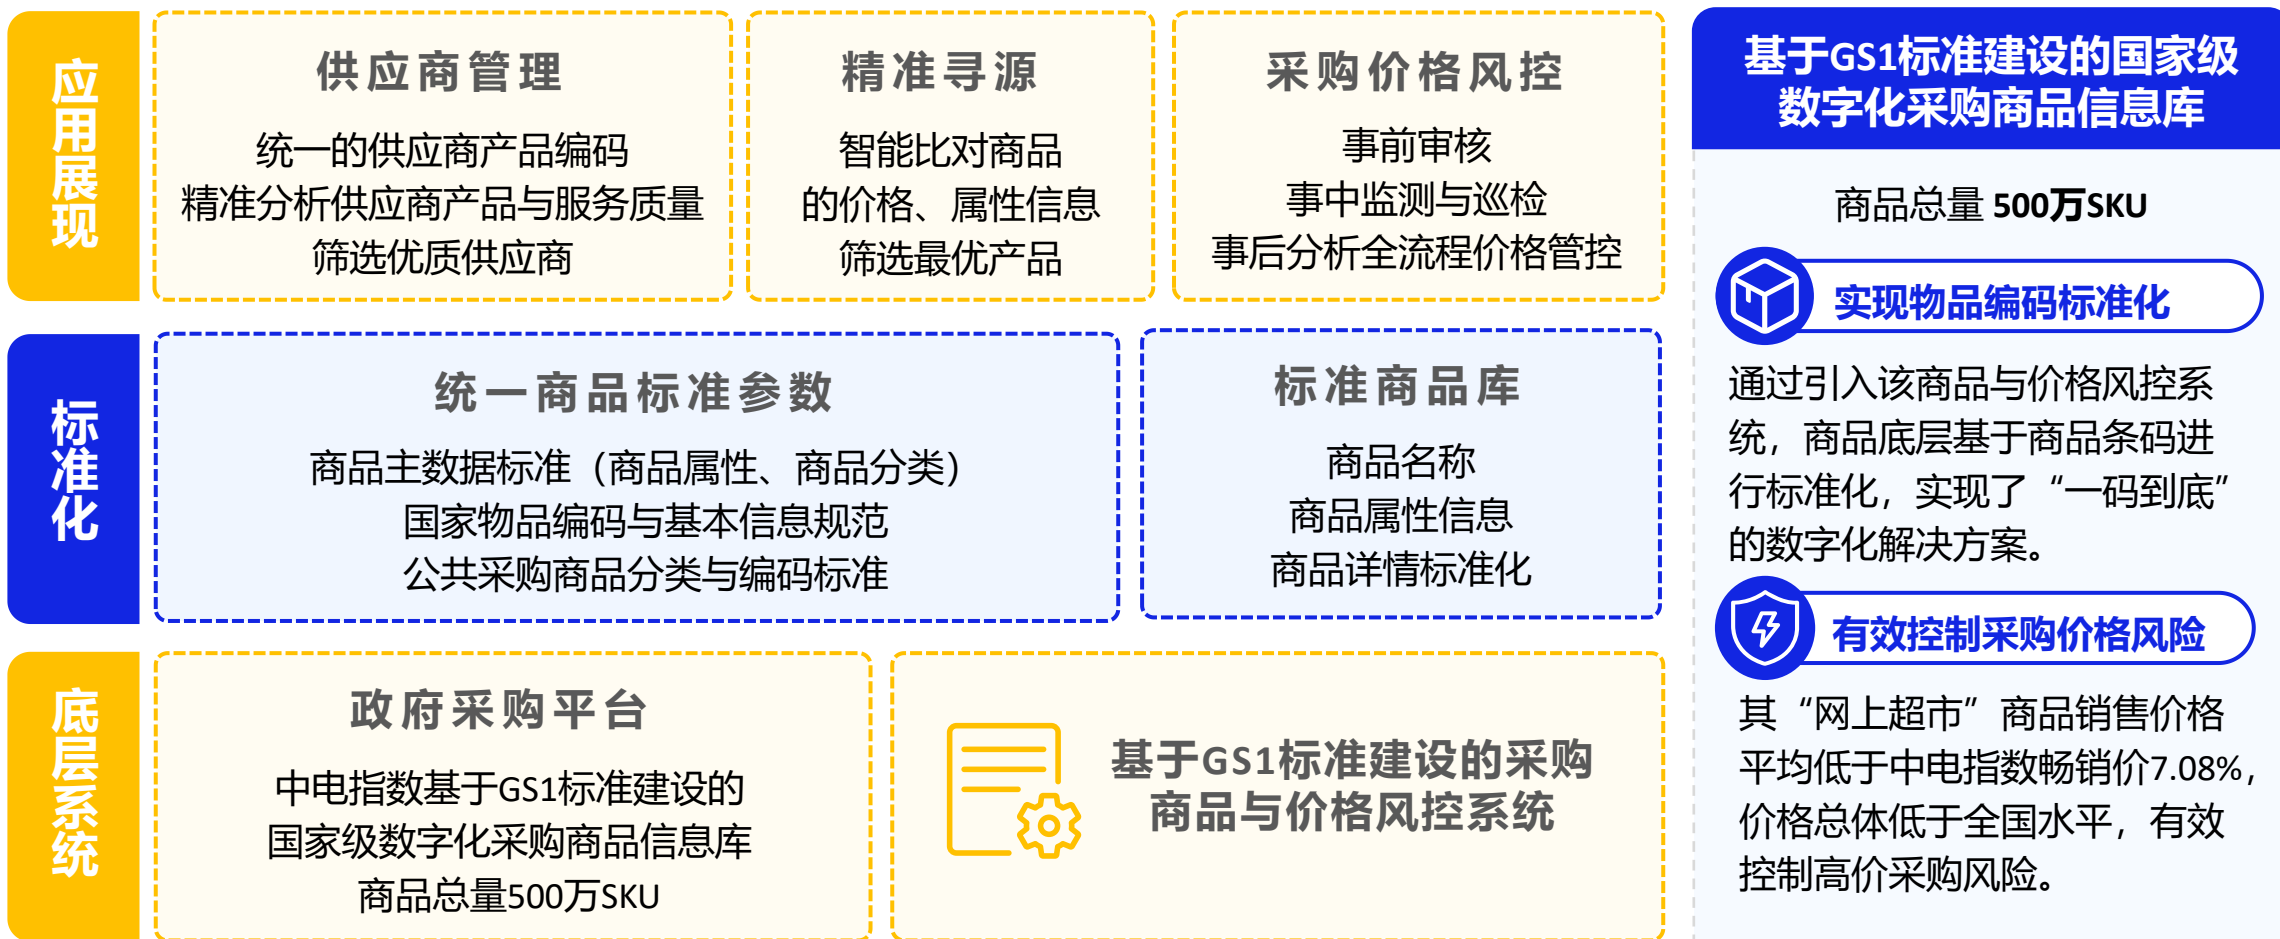 应用展现
供应商管理
统一的供应商产品编码
精准分析供应商产品与服务质量
筛选优质供应商
精准寻源
智能比对商品
的价格、属性信息
筛选最优产品
采购价格风控
事前审核
事中监测与巡检
事后分析全流程价格管控
标准化
统一商品标准参数
商品主数据标准（商品属性、商品分类）
国家物品编码与基本信息规范
公共采购商品分类与编码标准
标准商品库
商品名称
商品属性信息
商品详情标准化
底层系统
政府采购平台
中电指数基于GS1标准建设的
国家级数字化采购商品信息库
商品总量500万SKU
基于GS1标准建设的采购
商品与价格风控系统
基于GS1标准建设的国家级
数字化采购商品信息库
商品总量 500万SKU
实现物品编码标准化
通过引入该商品与价格风控系
统，商品底层基于商品条码进
行标准化，实现了“一码到底”
的数字化解决方案。
有效控制采购价格风险
其“网上超市”商品销售价格
平均低于中电指数畅销价7.08%，
价格总体低于全国水平，有效
控制高价采购风险。